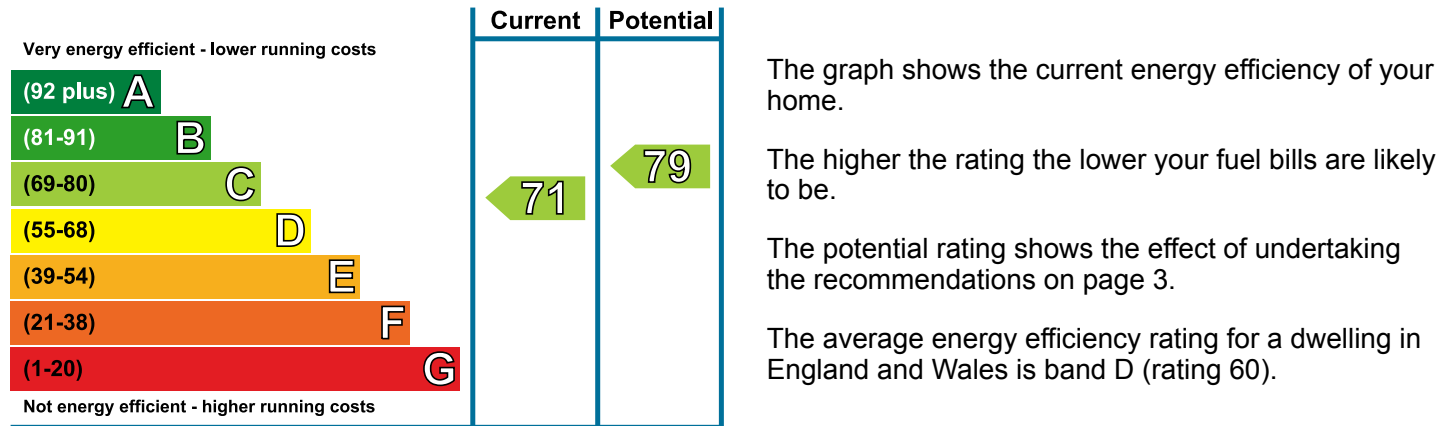 Current Potential
Very energy efficient - lower running costs
(92 plus) A
(81-91) B
(69-80) C
(55-68) D
(39-54) E
(21-38) F
(1-20) G
Not energy efficient - higher running costs
71
79
The graph shows the current energy efficiency of your
home.
The higher the rating the lower your fuel bills are likely
to be.
The potential rating shows the effect of undertaking
the recommendations on page 3.
The average energy efficiency rating for a dwelling in
England and Wales is band D (rating 60).